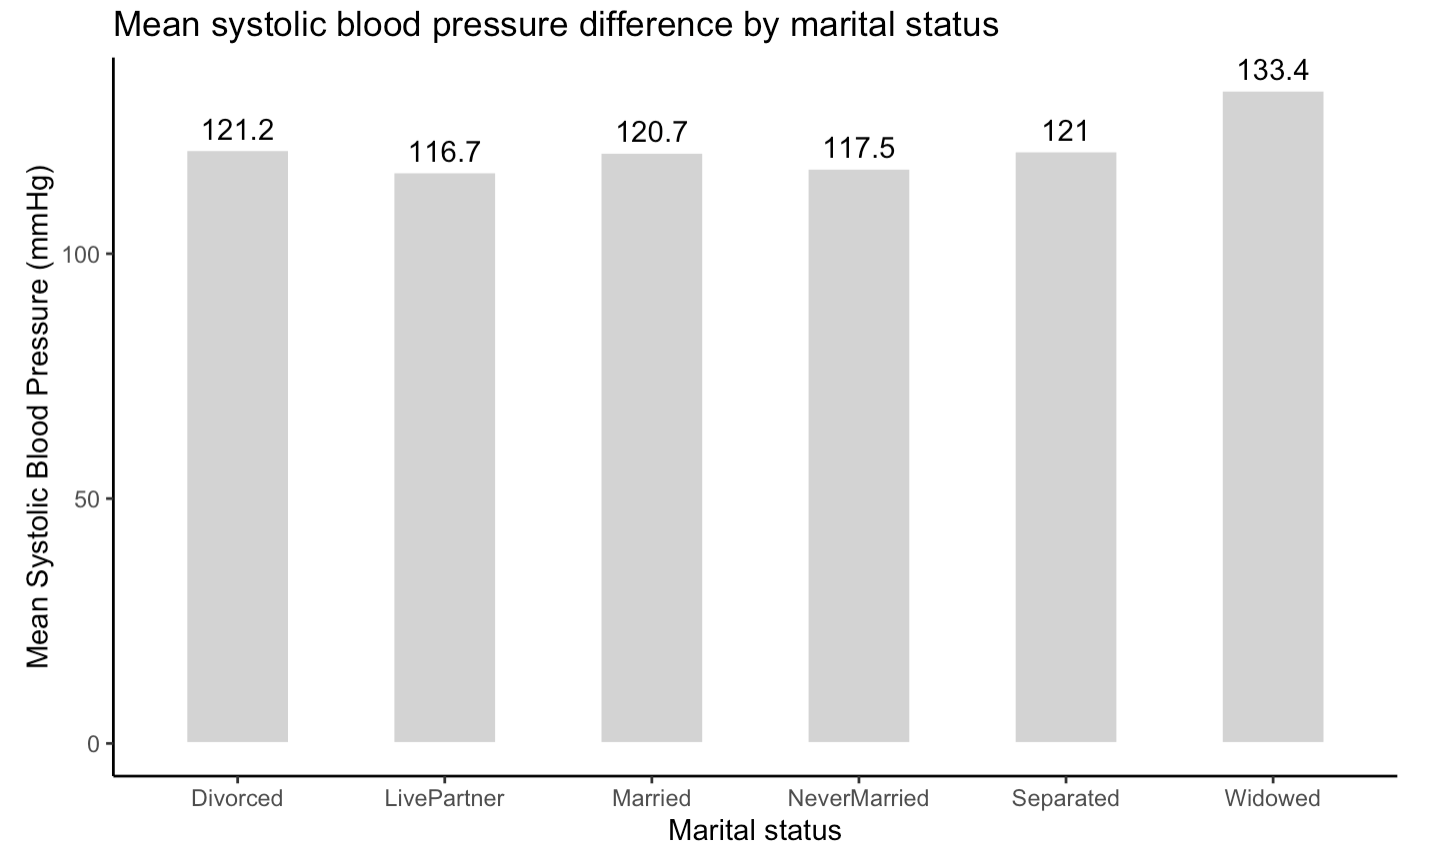 Mean systolic blood pressure difference by marital status
133.4
121.2
116.7
120.7
117.5
121
Mean Systolic Blood Pressure (mmHg)
100
50
0
Divorced
LivePartner
Married
NeverMarried
Separated
Widowed
Marital status